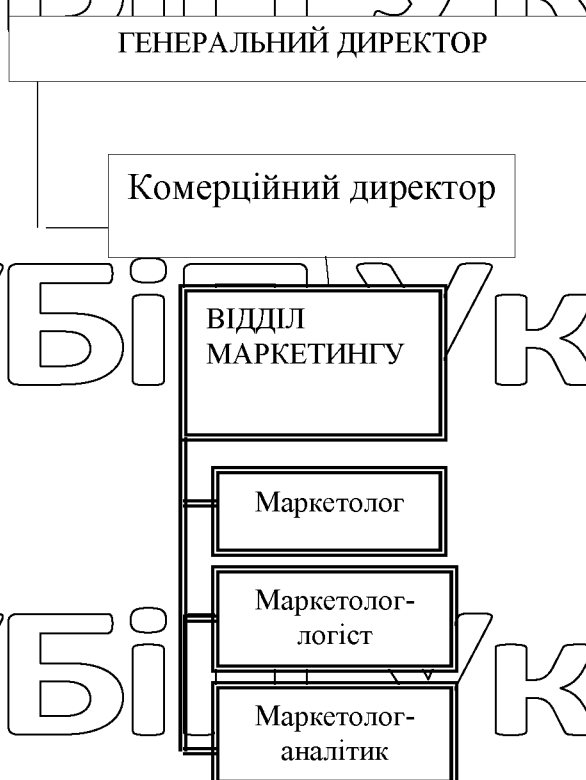 ГЕНЕРАЛЬНИЙ ДИРЕКТОР
Комерційний директор
ВІДДІЛ
МАРКЕТИНГУ
Маркетолог
Маркетолог-
логіст
Маркетолог-
аналітик